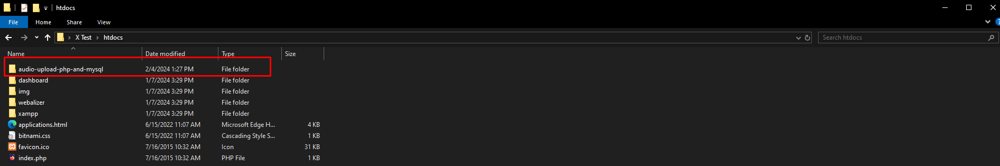 htdocs
File Home Share View
X Test htdocs Search htdocs
Name Date modified Type Size
audio-upload-php-and-mysql 2/4/2024 1:27 PM File folder
dashboard 1/7/2024 3:29 PM File folder
img 1/7/2024 3:29 PM File folder
webalizer 1/7/2024 3:29 PM File folder
xampp 1/7/2024 3:29 PM File folder
applications.html 6/15/2022 11:07 AM Microsoft Edge H... 4 KB
bitnami.css 6/15/2022 11:07 AM Cascading Style S... 1 KB
favicon.ico 7/16/2015 10:32 AM Icon 31 KB
index.php 7/16/2015 10:32 AM PHP File 1 KB